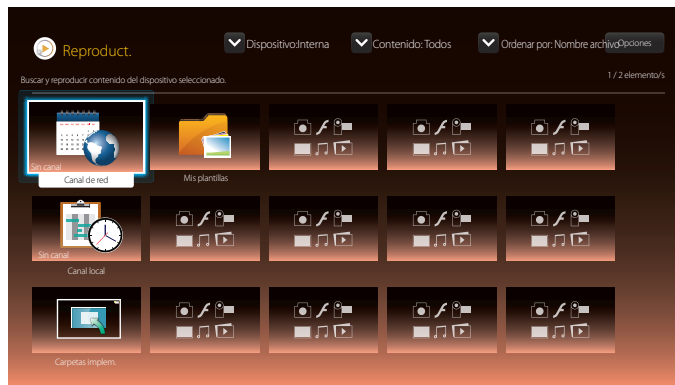 Reproduct.
Dispositivo:Interna
Contenido: Todos
Ordenar por: Nombre archivo
Opciones
Buscar y reproducir contenido del dispositivo seleccionado.
1 / 2 elemento/s
Sin canal
Canal de red
Mis plantillas
Sin canal
Canal local
Carpetas implem.